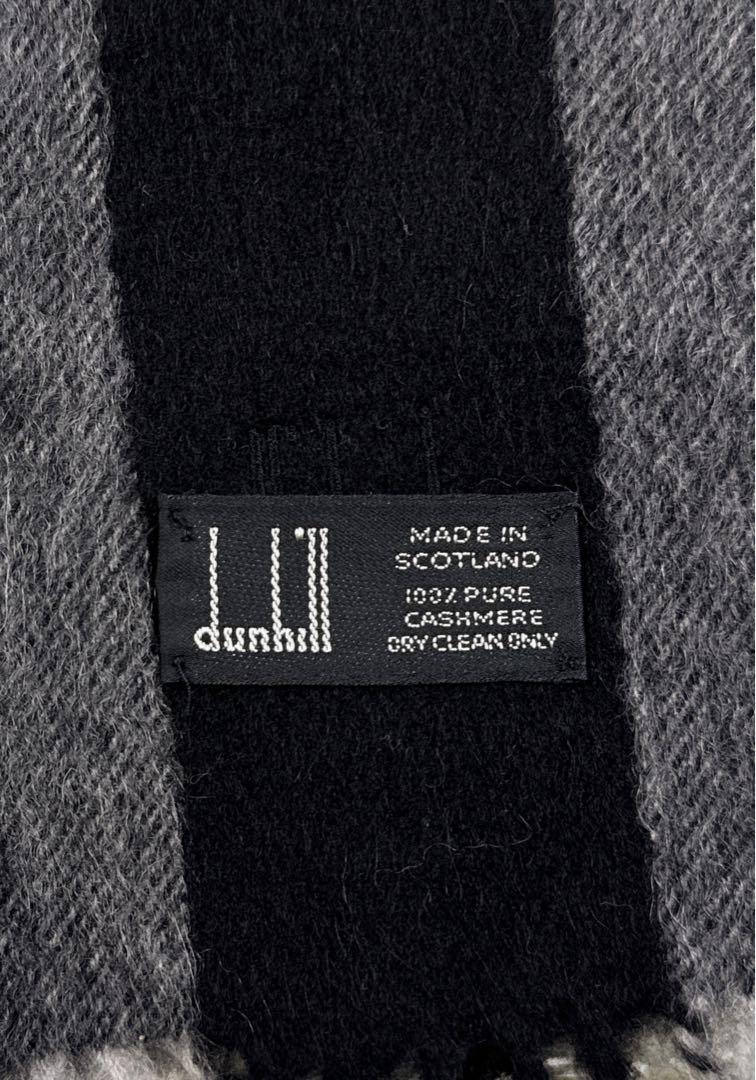 dunhill
MADE IN
SCOTLAND
100% PURE
CASHMERE
DRY CLEAN ONLY